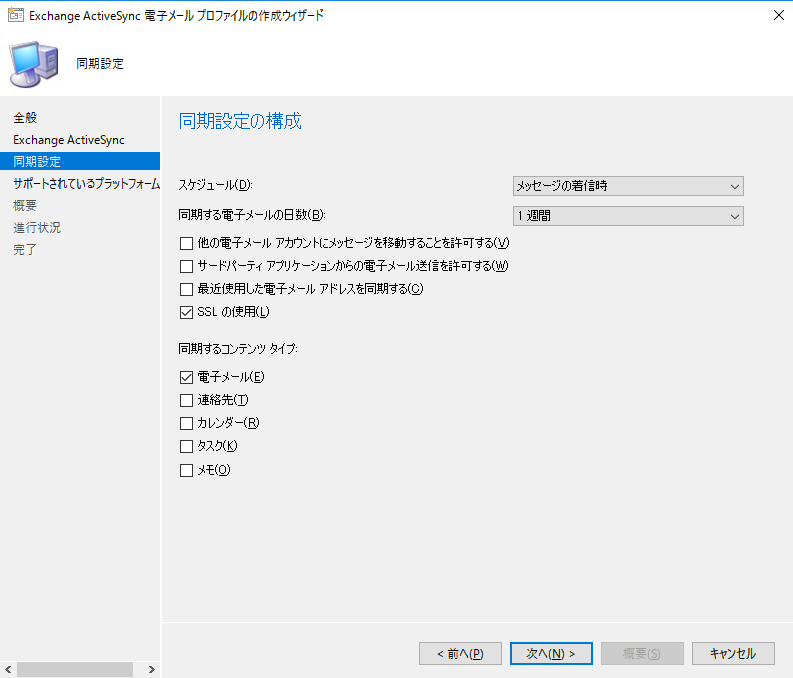 Exchange ActiveSync 電子メール プロファイルの作成ウィザード
同期設定
全般
Exchange ActiveSync
同期設定
サポートされているプラットフォーム
概要
進行状況
完了
同期設定の構成
スケジュール(D):
メッセージの着信時
同期する電子メールの日数(B):
1 週間
他の電子メール アカウントにメッセージを移動することを許可する(V)
サードパーティ アプリケーションからの電子メール送信を許可する(W)
最近使用した電子メール アドレスを同期する(C)
SSL の使用(L)
同期するコンテンツ タイプ:
電子メール(E)
連絡先(T)
カレンダー(R)
タスク(K)
メモ(O)
< 前へ(P)
次へ(N) >
概要(S)
キャンセル